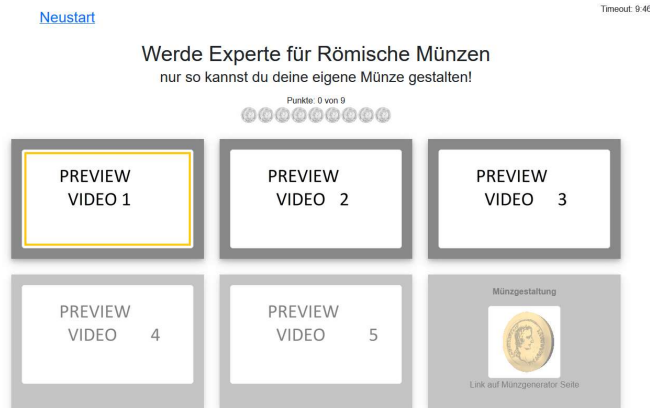 Neustart
Timeout: 9:46
Werde Experte für Römische Münzen
nur so kannst du deine eigene Münze gestalten!
Punkte: 0 von 9
PREVIEW
VIDEO 1
PREVIEW
VIDEO 2
PREVIEW
VIDEO 3
PREVIEW
VIDEO 4
PREVIEW
VIDEO 5
Münzgestaltung
Link auf Münzgenerator Seite